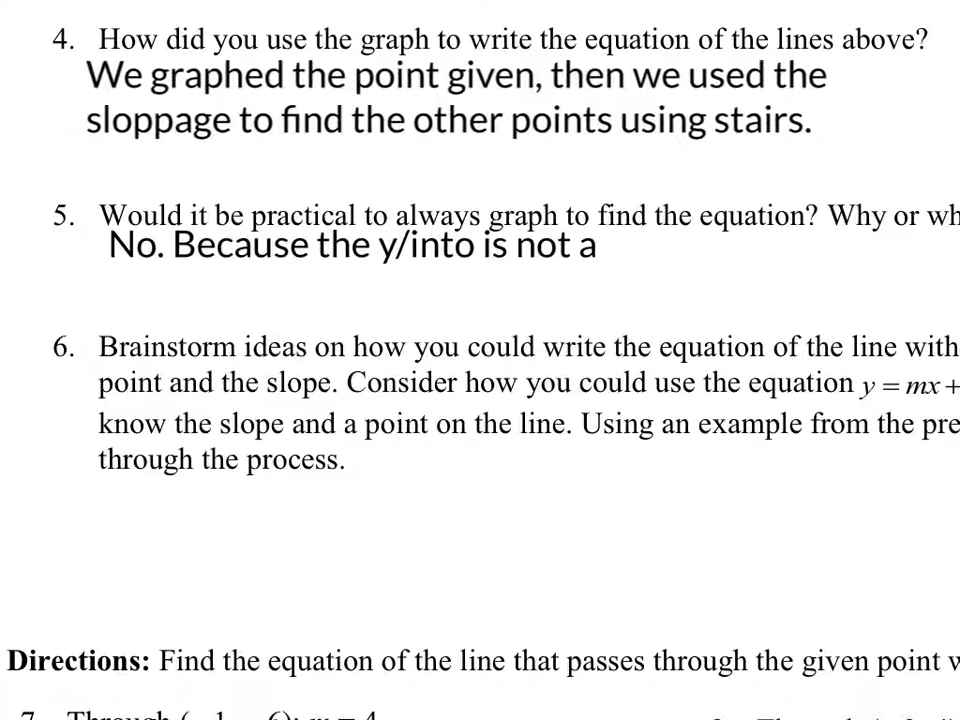 4. How did you use the graph to write the equation of the lines above?
We graphed the point given, then we used the
sloppage to find the other points using stairs.
5. Would it be practical to always graph to find the equation? Why or wh
No. Because the y/into is not a
6. Brainstorm ideas on how you could write the equation of the line with
point and the slope. Consider how you could use the equation y = mx +
know the slope and a point on the line. Using an example from the pre
through the process.
Directions: Find the equation of the line that passes through the given point w
7. Through